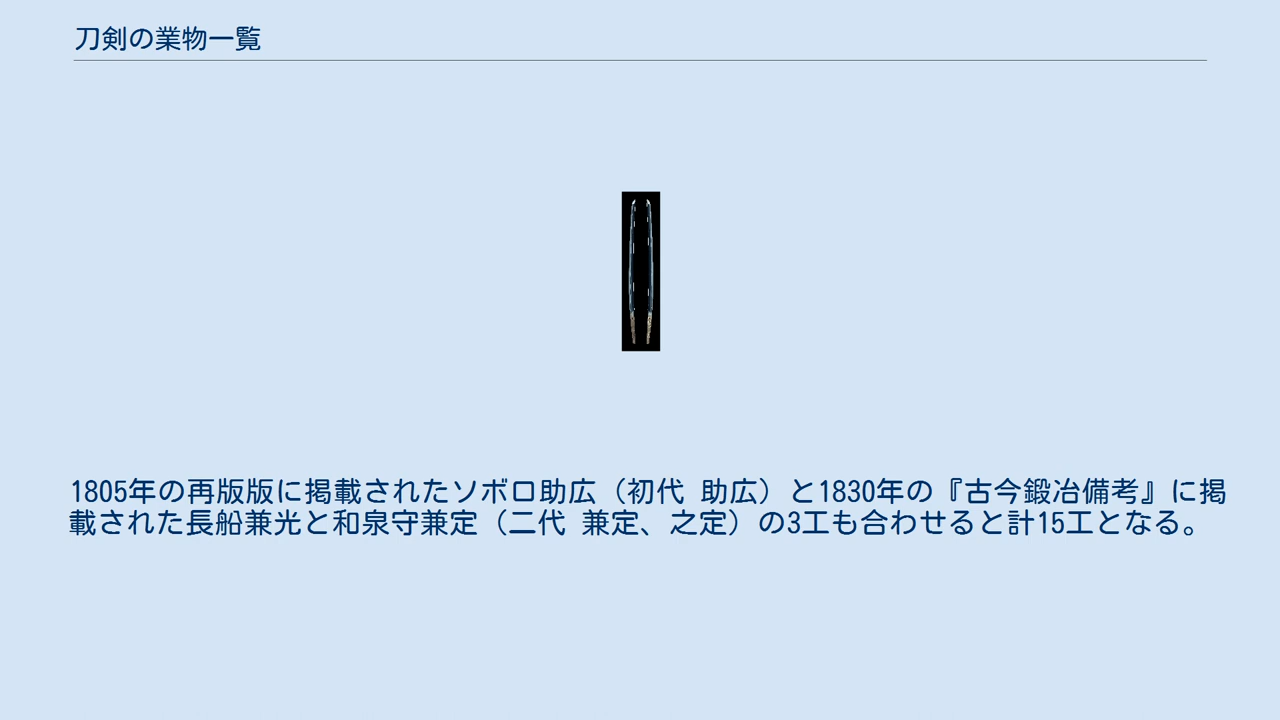 刀剣の業物一覧
1805年の再版版に掲載されたソボロ助広（初代 助広）と1830年の『古今鍛冶備考』に掲
載された長船兼光と和泉守兼定（二代 兼定、之定）の3工も合わせると計15工となる。